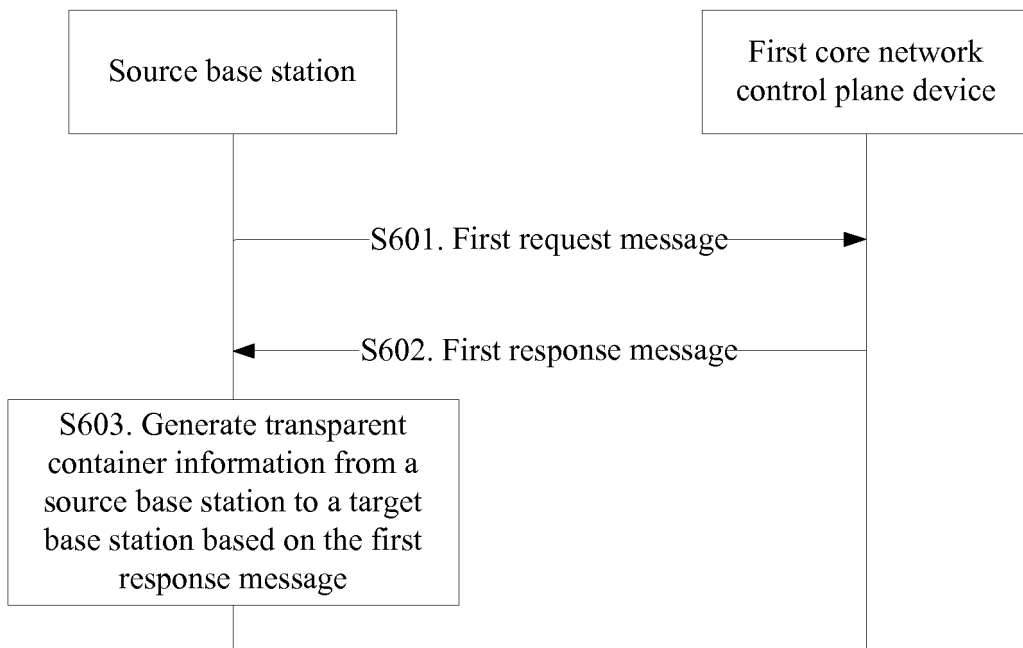 Source base station
First core network
control plane device
S601. First request message
S602. First response message
S603. Generate transparent
container information from a
source base station to a target
base station based on the first
response message